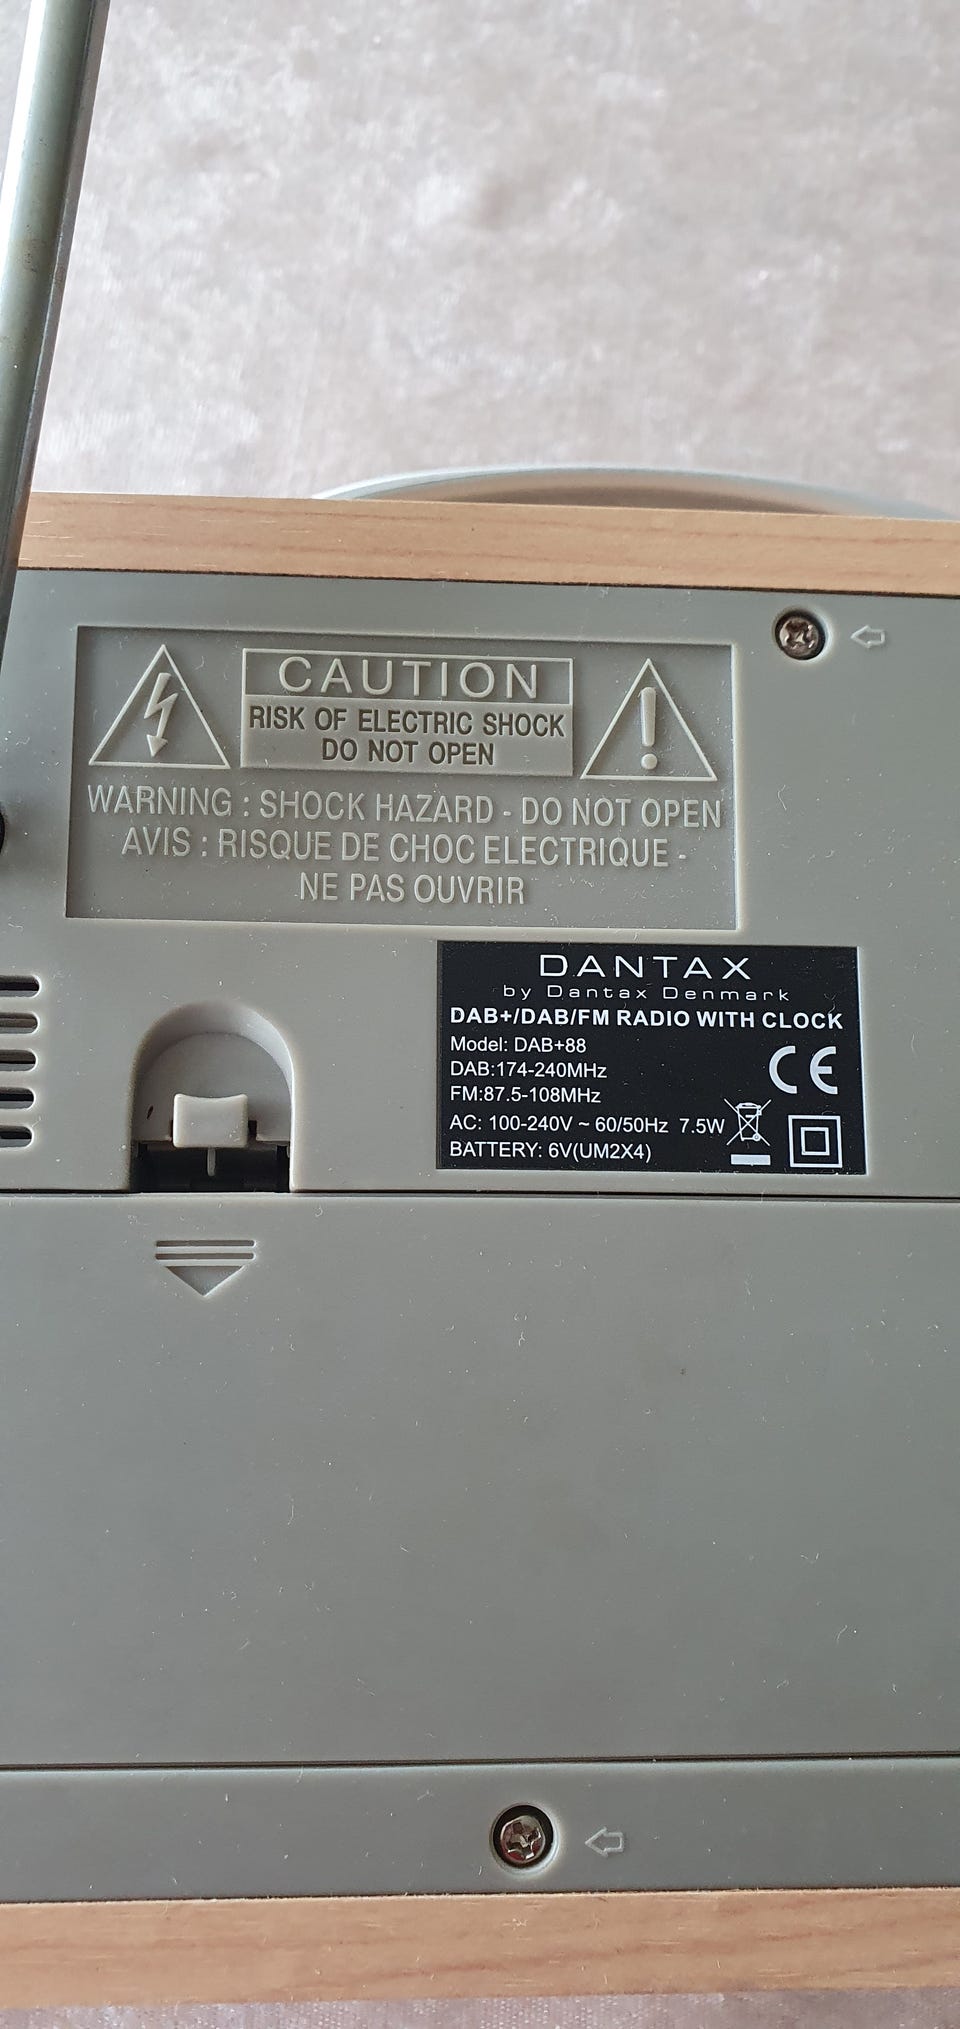 CAUTION
RISK OF ELECTRIC SHOCK
DO NOT OPEN
WARNING : SHOCK HAZARD - DO NOT OPEN
AVIS : RISQUE DE CHOC ELECTRIQUE -
NE PAS OUVRIR
DANTAX
by Dantax Denmark
DAB+/DAB/FM RADIO WITH CLOCK
Model: DAB+88
DAB:174-240MHz
FM:87.5-108MHz
CE
AC: 100-240V ~ 60/50Hz 7.5W
BATTERY: 6V(UM2X4)